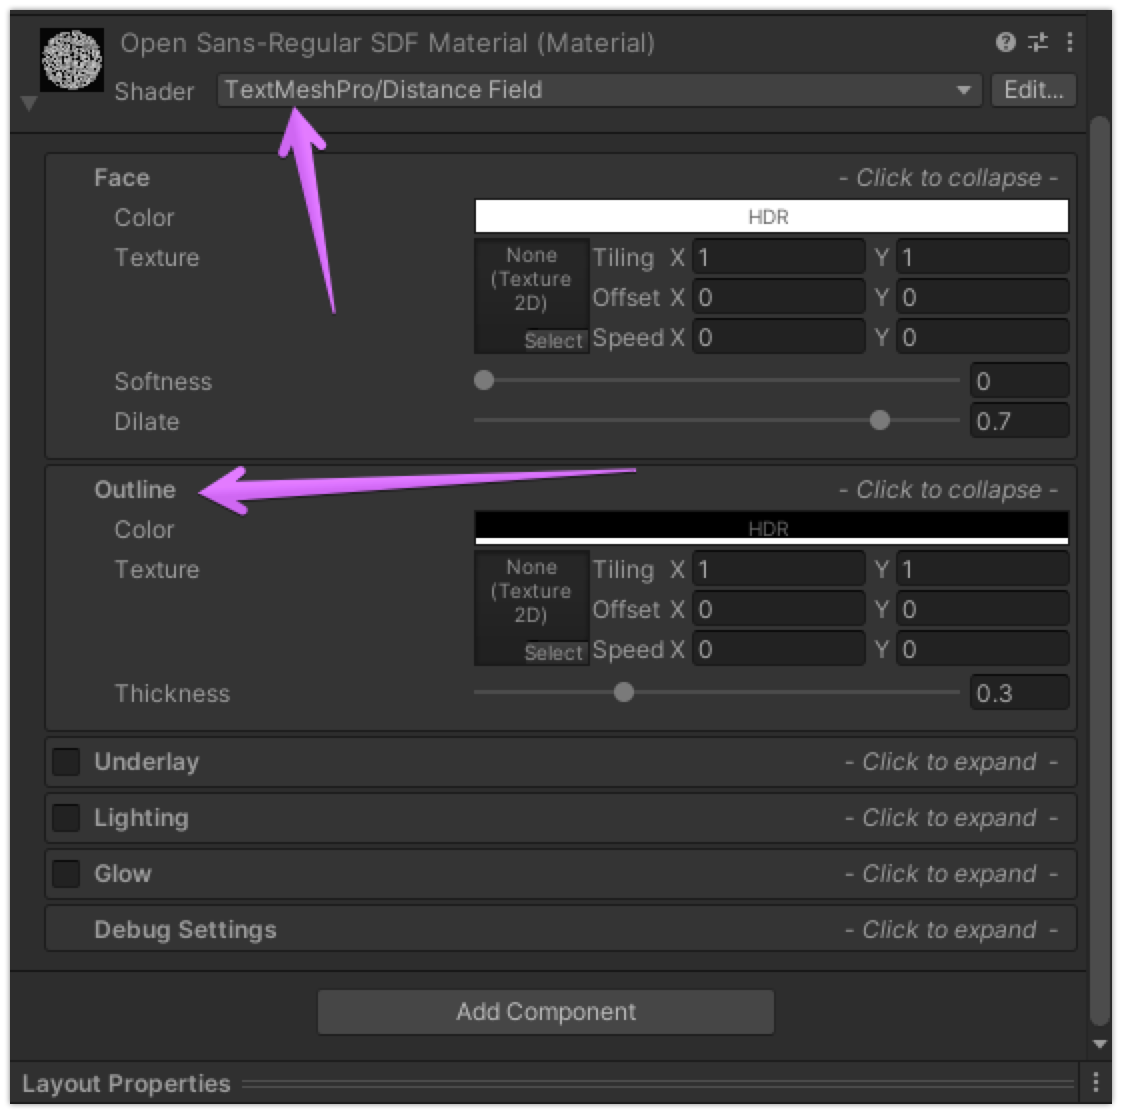 Open Sans-Regular SDF Material (Material)
Shader TextMeshPro/Distance Field Edit...
Face - Click to collapse -
Color HDR
Texture None (Texture 2D) Select Tiling X 1 Y 1
Offset X 0 Y 0
Speed X 0 Y 0
Softness 0
Dilate 0.7
Outline - Click to collapse -
Color HDR
Texture None (Texture 2D) Select Tiling X 1 Y 1
Offset X 0 Y 0
Speed X 0 Y 0
Thickness 0.3
Underlay - Click to expand -
Lighting - Click to expand -
Glow - Click to expand -
Debug Settings - Click to expand -
Add Component
Layout Properties